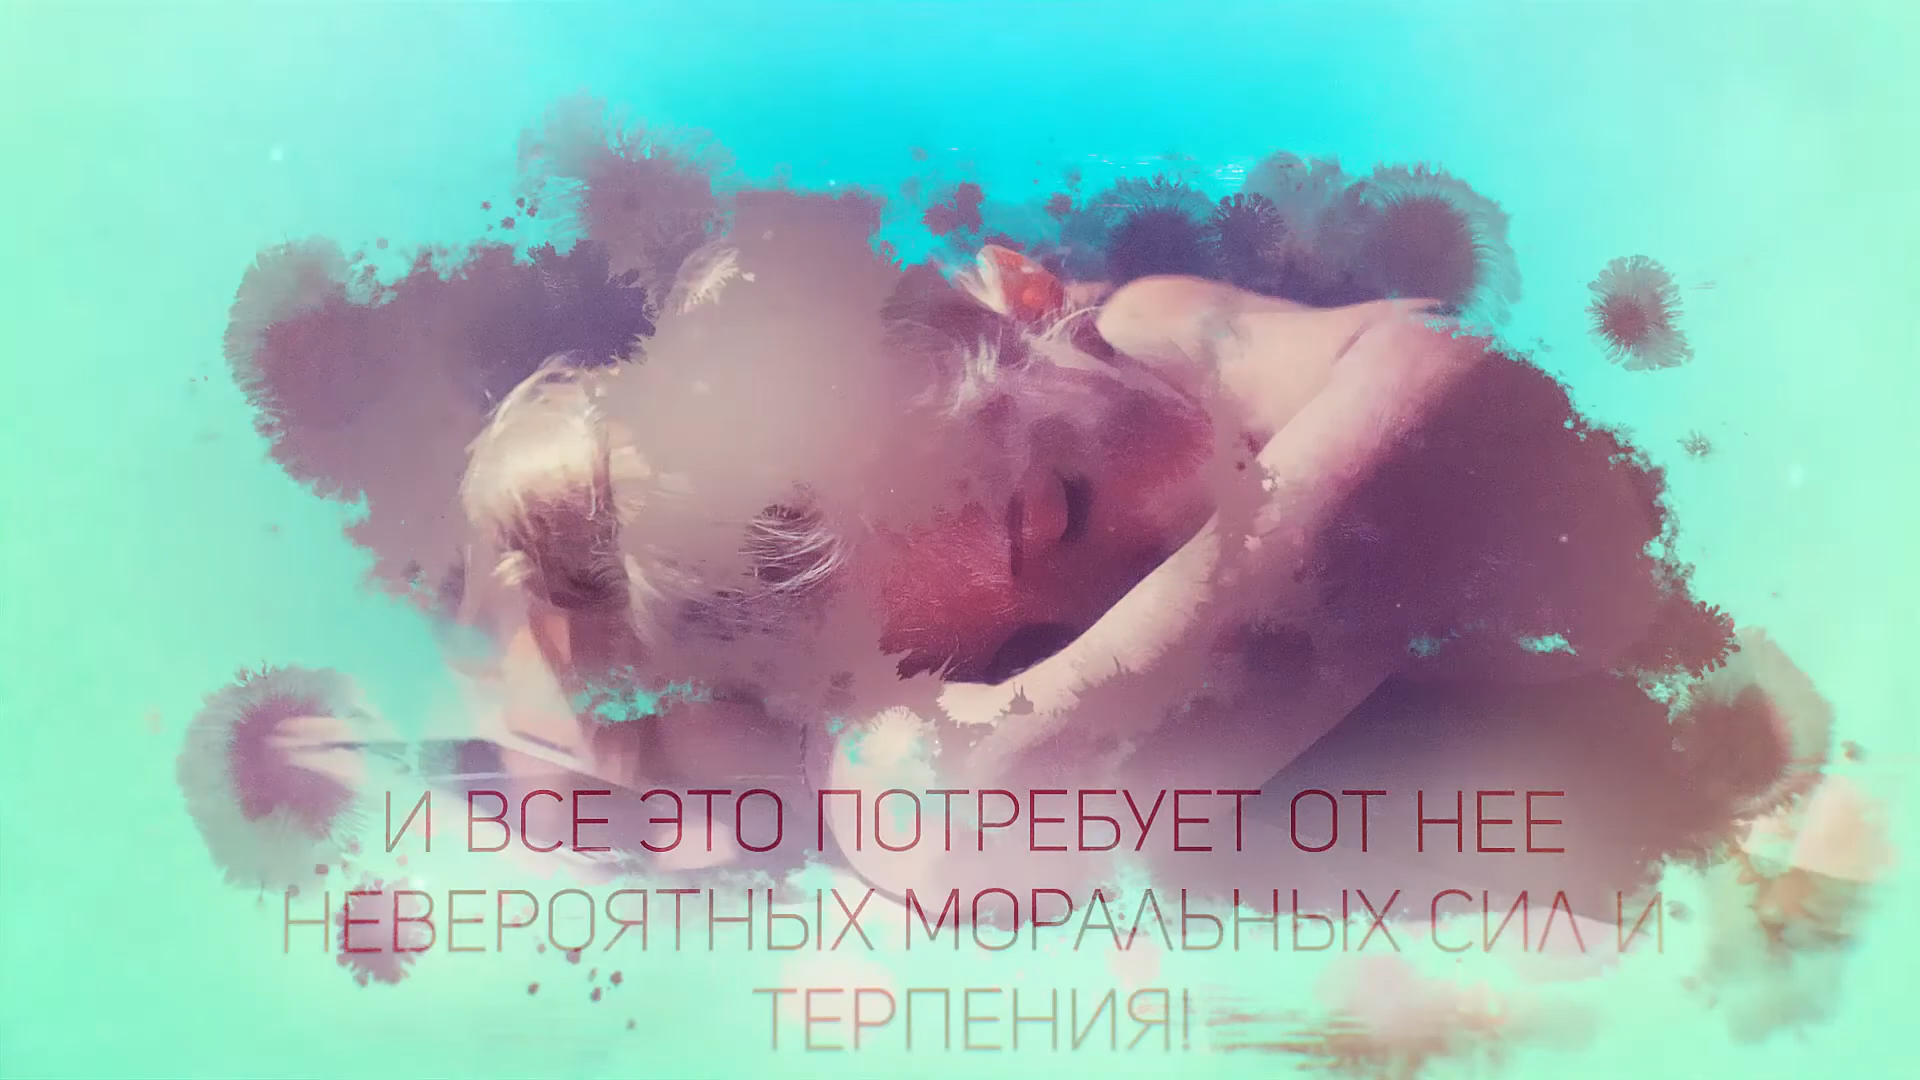 И ВСЕ ЭТО ПОТРЕБУЕТ ОТ НЕЕ
НЕВЕРОЯТНЫХ МОРАЛЬНЫХ СИЛ И
ТЕРПЕНИЯ!